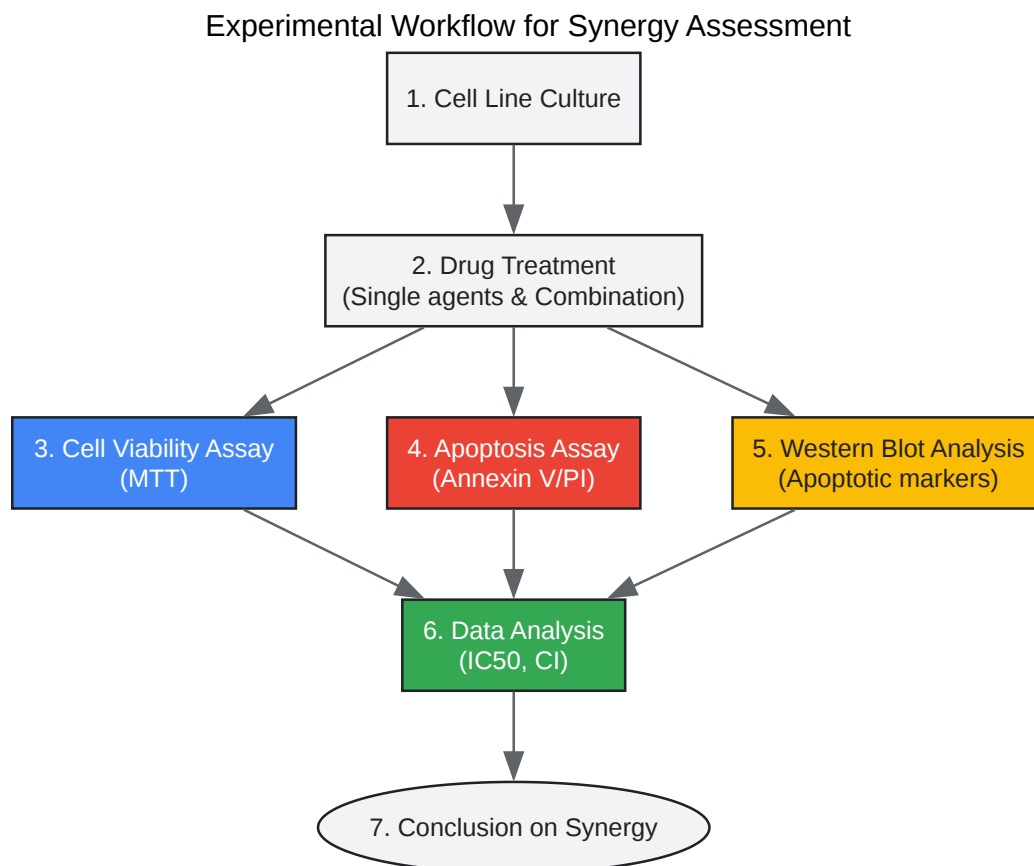 Experimental Workflow for Synergy Assessment
1. Cell Line Culture
2. Drug Treatment
(Single agents & Combination)
3. Cell Viability Assay
(MTT)
4. Apoptosis Assay
(Annexin V/PI)
5. Western Blot Analysis
(Apoptotic markers)
6. Data Analysis
(IC50, CI)
7. Conclusion on Synergy